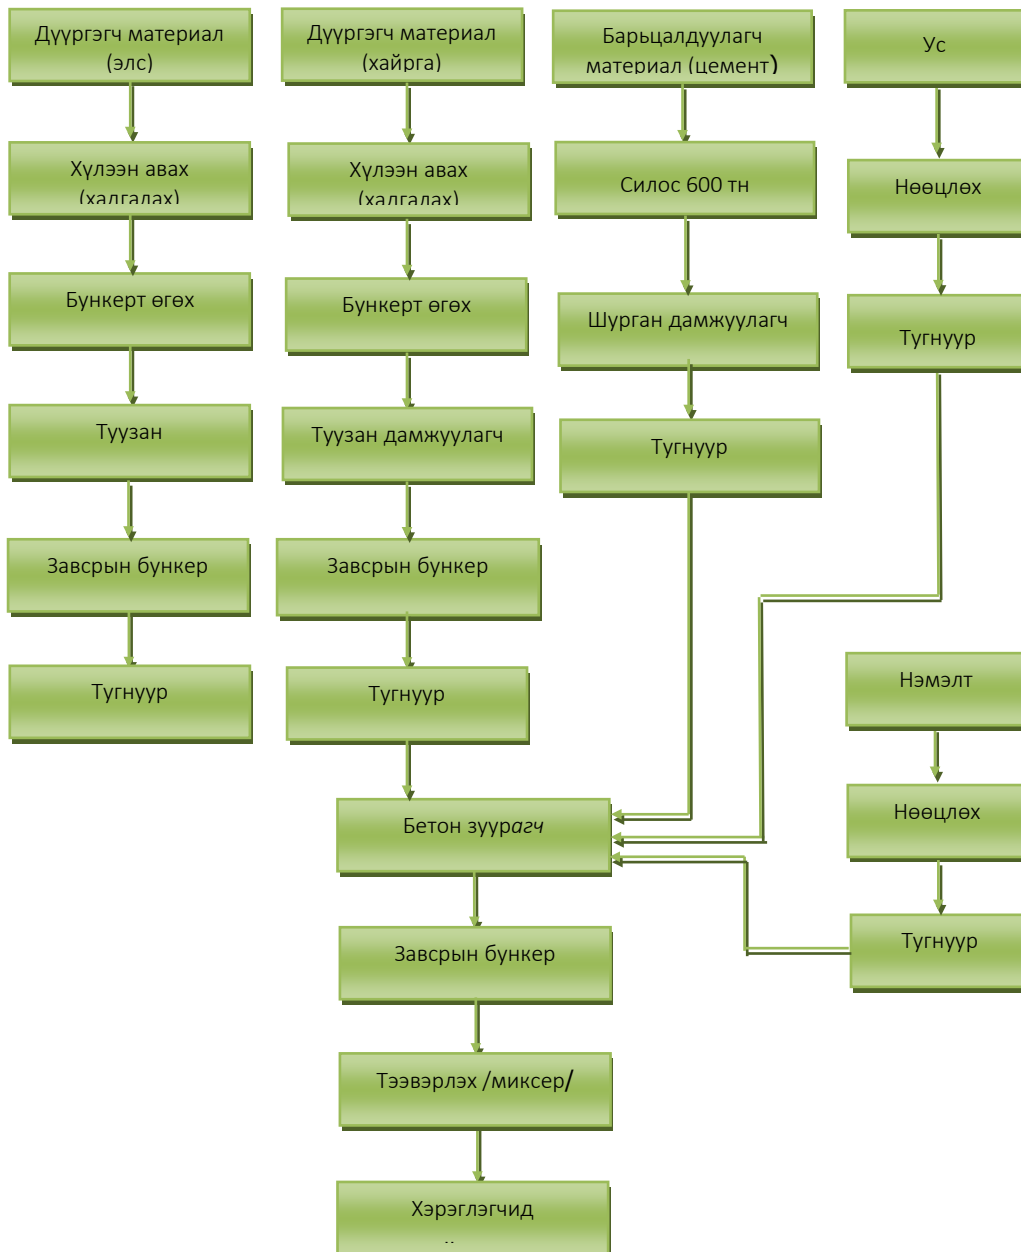 Дүүргэгч материал
(элс)
Хүлээн авах
(хадгалах)
Бункерт өгөх
Туузан
Завсрын бункер
Тугнуур
Дүүргэгч материал
(хайрга)
Хүлээн авах
(хадгалах)
Бункерт өгөх
Туузан дамжуулагч
Завсрын бункер
Тугнуур
Барьцалдуулагч
материал (цемент)
Силос 600 тн
Шурган дамжуулагч
Тугнуур
Ус
Нөөцлөх
Тугнуур
Нэмэлт
Нөөцлөх
Тугнуур
Бетон зуурагч
Завсрын бункер
Тээвэрлэх /миксер/
Хэрэглэгчид